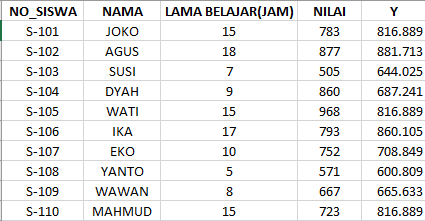 NO_SISWA NAMA LAMA BELAJAR(JAM) NILAI Y
S-101 JOKO 15 783 816.889
S-102 AGUS 18 877 881.713
S-103 SUSI 7 505 644.025
S-104 DYAH 9 860 687.241
S-105 WATI 15 968 816.889
S-106 IKA 17 793 860.105
S-107 EKO 10 752 708.849
S-108 YANTO 5 571 600.809
S-109 WAWAN 8 667 665.633
S-110 MAHMUD 15 723 816.889